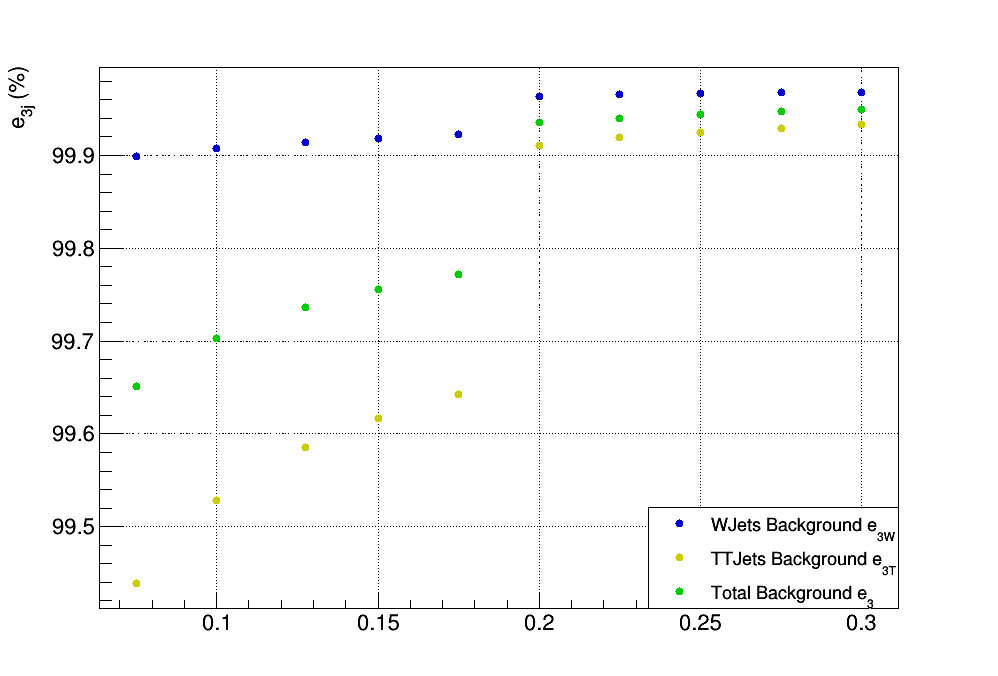 e3j (%)
99.9
99.8
99.7
99.6
99.5
0.1 0.15 0.2 0.25 0.3
WJets Background e3W
TTJets Background e3T
Total Background e3